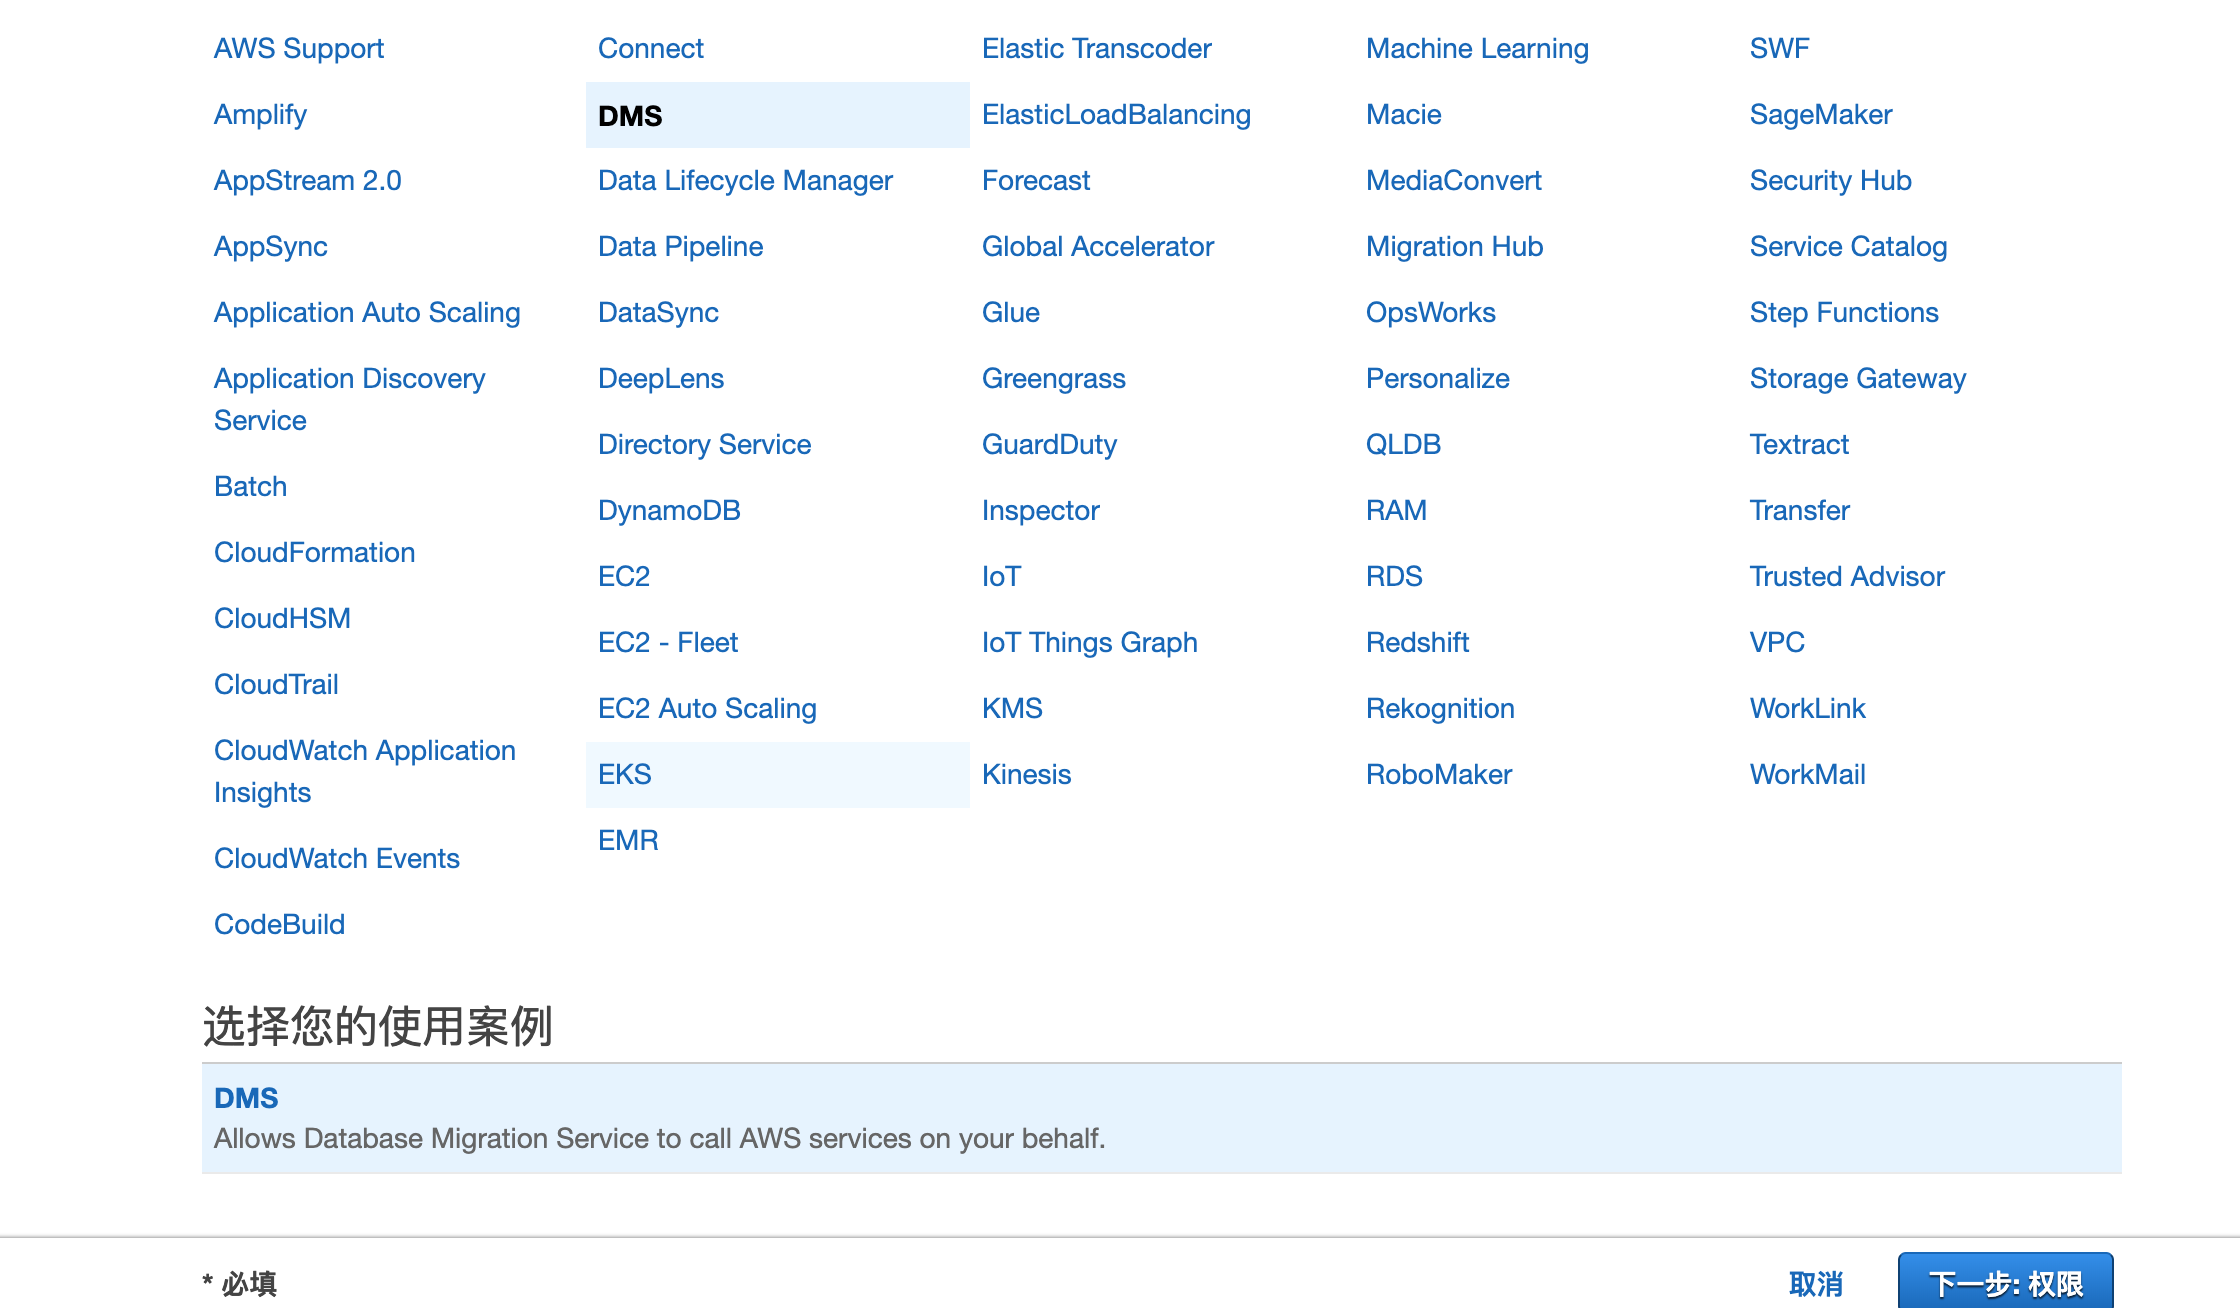 AWS Support
Amplify
AppStream 2.0
AppSync
Application Auto Scaling
Application Discovery
Service
Batch
CloudFormation
CloudHSM
CloudTrail
CloudWatch Application
Insights
CloudWatch Events
CodeBuild
Connect
DMS
Data Lifecycle Manager
Data Pipeline
DataSync
DeepLens
Directory Service
DynamoDB
EC2
EC2 - Fleet
EC2 Auto Scaling
EKS
EMR
Elastic Transcoder
ElasticLoadBalancing
Forecast
Global Accelerator
Glue
Greengrass
GuardDuty
Inspector
IoT
IoT Things Graph
KMS
Kinesis
Machine Learning
Macie
MediaConvert
Migration Hub
OpsWorks
Personalize
QLDB
RAM
RDS
Redshift
Rekognition
RoboMaker
SWF
SageMaker
Security Hub
Service Catalog
Step Functions
Storage Gateway
Textract
Transfer
Trusted Advisor
VPC
WorkLink
WorkMail
选择您的使用案例
DMS
Allows Database Migration Service to call AWS services on your behalf.
* 必填
取消
下一步: 权限